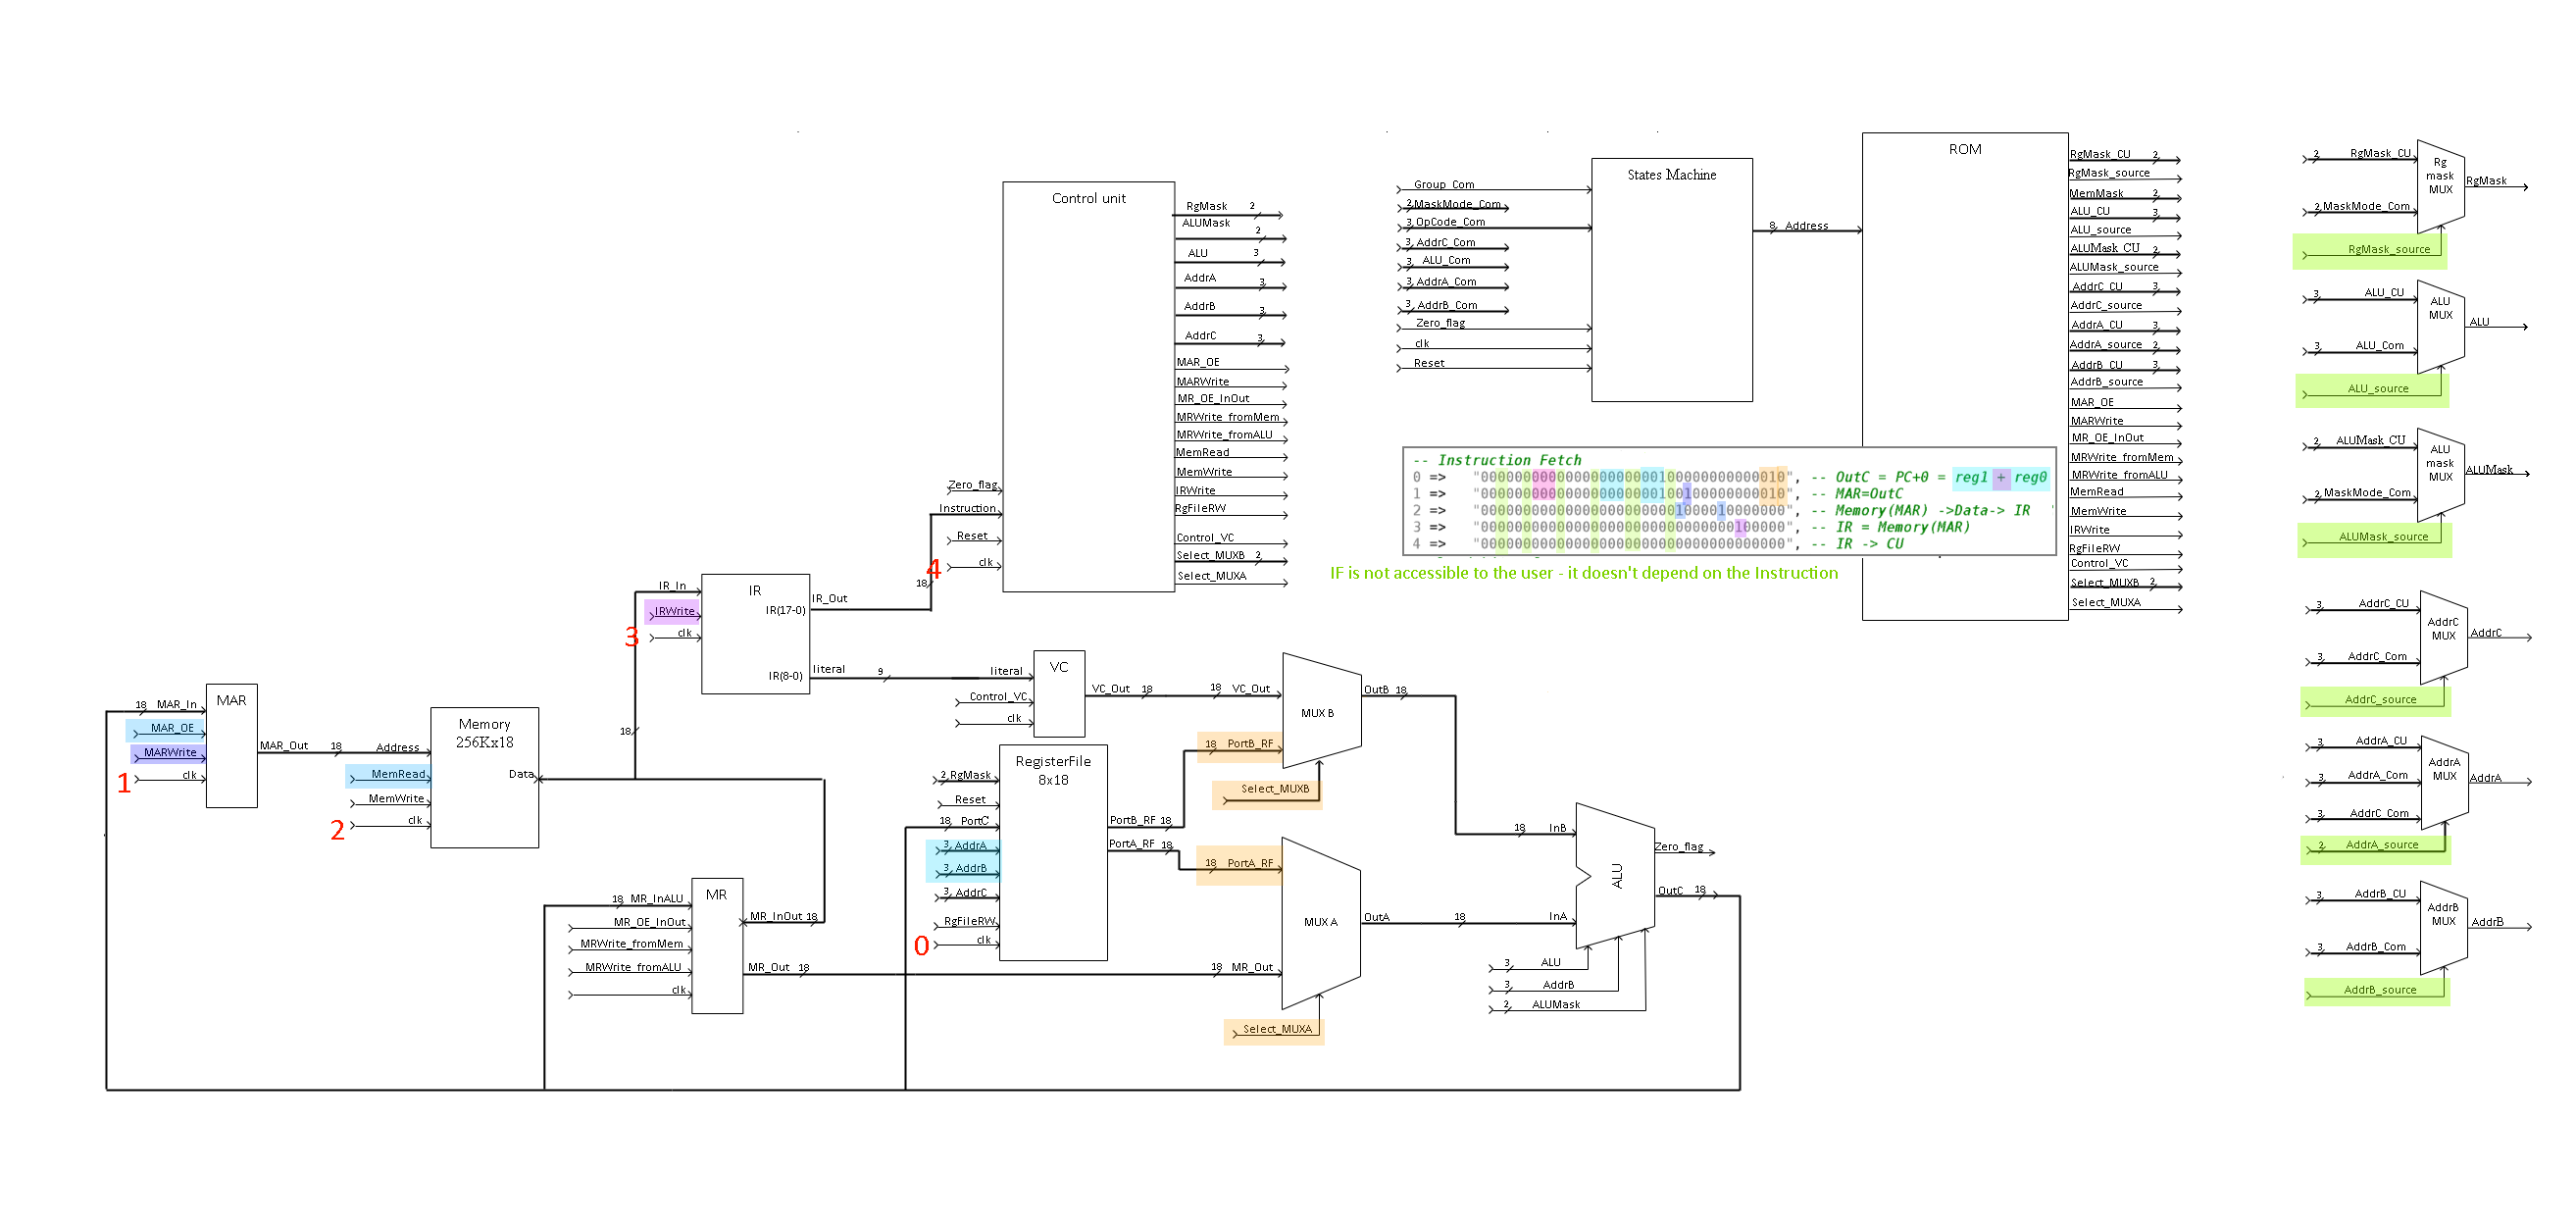 Control unit
Zero_flag
Instruction
Reset
clk
4
18
RgMask 2
ALUMask 2
ALU 3
AddrA 3
AddrB 3
AddrC 3
MAR_OE
MARWrite
MR_OE_InOut
MRWrite_fromMem
MRWrite_fromALU
MemRead
MemWrite
IRWrite
RgFileRW
Control_VC
Select_MUXB 2
Select_MUXA
States Machine
Group_Com
2 MaskMode_Com
3 OpCode_Com
3 AddrC_Com
3 ALU_Com
3 AddrA_Com
3 AddrB_Com
Zero_flag
clk
Reset
8 Address
ROM
RgMask_CU 2
RgMask_source
MemMask 2
ALU_CU 3
ALU_source
ALUMask_CU 2
ALUMask_source
AddrC_CU 3
AddrC_source
AddrA_CU 3
AddrA_source 2
AddrB_CU 3
AddrB_source
MAR_OE
MARWrite
MR_OE_InOut
MRWrite_fromMem
MRWrite_fromALU
MemRead
MemWrite
IRWrite
RgFileRW
Control_VC
Select_MUXB 2
Select_MUXA
-- Instruction Fetch
0 => "0000000000000000000000100000000000010", -- OutC = PC+0 = reg1 + reg0
1 => "0000000000000000000000100100000000010", -- MAR=OutC
2 => "0000000000000000000000001000010000000", -- Memory(MAR) ->Data-> IR
3 => "0000000000000000000000000000000100000", -- IR = Memory(MAR)
4 => "0000000000000000000000000000000000000", -- IR -> CU
IF is not accessible to the user - it doesn't depend on the Instruction
2 RgMask_CU
2 MaskMode_Com
RgMask_source
Rg
mask
MUX
RgMask
3 ALU_CU
3 ALU_Com
ALU_source
ALU
MUX
ALU
2 ALUMask_CU
2 MaskMode_Com
ALUMask_source
ALU
mask
MUX
ALUMask
3 AddrC_CU
3 AddrC_Com
AddrC_source
AddrC
MUX
AddrC
3 AddrA_CU
3 AddrA_Com
3 AddrC_Com
2 AddrA_source
AddrA
MUX
AddrA
3 AddrB_CU
3 AddrB_Com
AddrB_source
AddrB
MUX
AddrB
IR
IR_In
IRWrite
clk
3
IR(17-0)
IR_Out
IR(8-0)
literal 9
18
MAR
18 MAR_In
MAR_OE
MARWrite
clk
1
MAR_Out 18
Memory
256Kx18
Address
MemRead
MemWrite
clk
2
Data
MR
18 MR_InALU
MR_OE_InOut
MRWrite_fromMem
MRWrite_fromALU
clk
MR_InOut 18
MR_Out 18
VC
literal
Control_VC
clk
VC_Out 18
RegisterFile
8x18
2 RgMask
Reset
18 PortC
3 AddrA
3 AddrB
3 AddrC
RgFileRW
clk
0
PortB_RF 18
PortA_RF 18
MUX B
18 VC_Out
18 PortB_RF
Select_MUXB
OutB 18
MUX A
18 PortA_RF
18 MR_Out
Select_MUXA
OutA 18
ALU
18 InB
InA
3 ALU
3 AddrB
2 ALUMask
Zero_flag
OutC 18